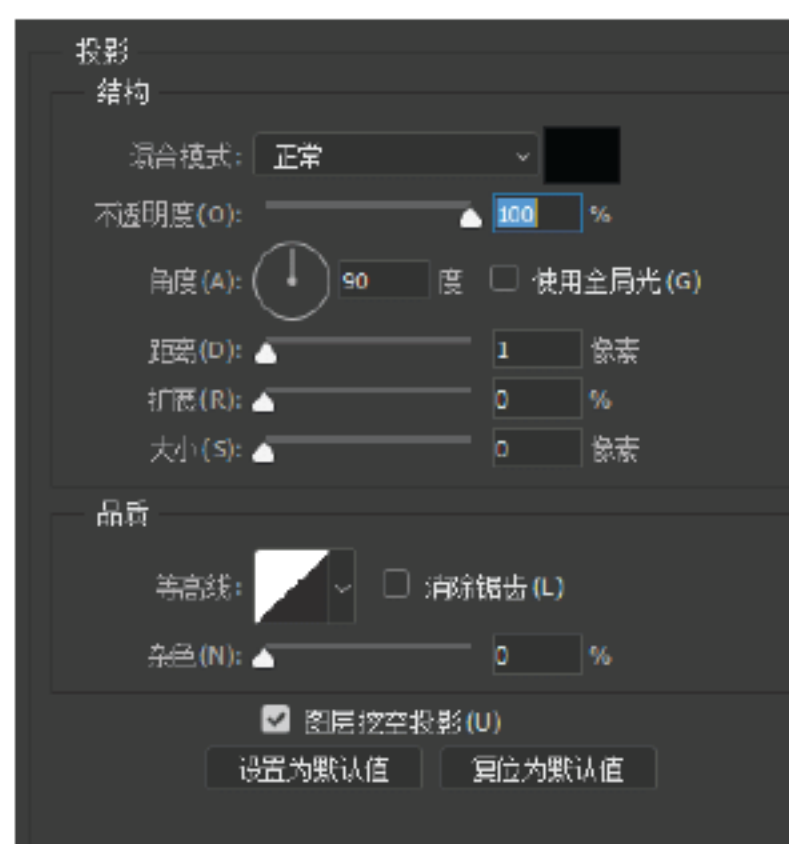 投影
结构
混合模式: 正常
不透明度(O): 100 %
角度(A): 90 度 使用全局光(G)
距离(D): 1 像素
扩展(R): 0 %
大小(S): 0 像素
品质
等高线: 消除锯齿(L)
杂色(N): 0 %
图层挖空投影(U)
设置为默认值 复位为默认值